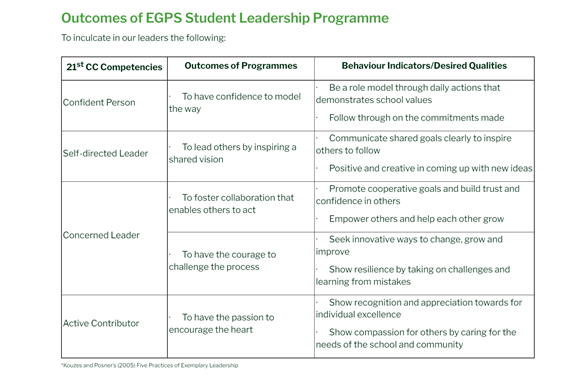 Outcomes of EGPS Student Leadership Programme
To inculcate in our leaders the following:
21st CC Competencies
Outcomes of Programmes
Behaviour Indicators/Desired Qualities
Confident Person
· To have confidence to model
the way
· Be a role model through daily actions that
demonstrates school values
· Follow through on the commitments made
Self-directed Leader
· To lead others by inspiring a
shared vision
· Communicate shared goals clearly to inspire
others to follow
· Positive and creative in coming up with new ideas
Concerned Leader
· To foster collaboration that
enables others to act
· Promote cooperative goals and build trust and
confidence in others
· Empower others and help each other grow
· To have the courage to
challenge the process
· Seek innovative ways to change, grow and
improve
· Show resilience by taking on challenges and
learning from mistakes
Active Contributor
· To have the passion to
encourage the heart
· Show recognition and appreciation towards for
individual excellence
· Show compassion for others by caring for the
needs of the school and community
*Kouzes and Posner's (2005) Five Practices of Exemplary Leadership